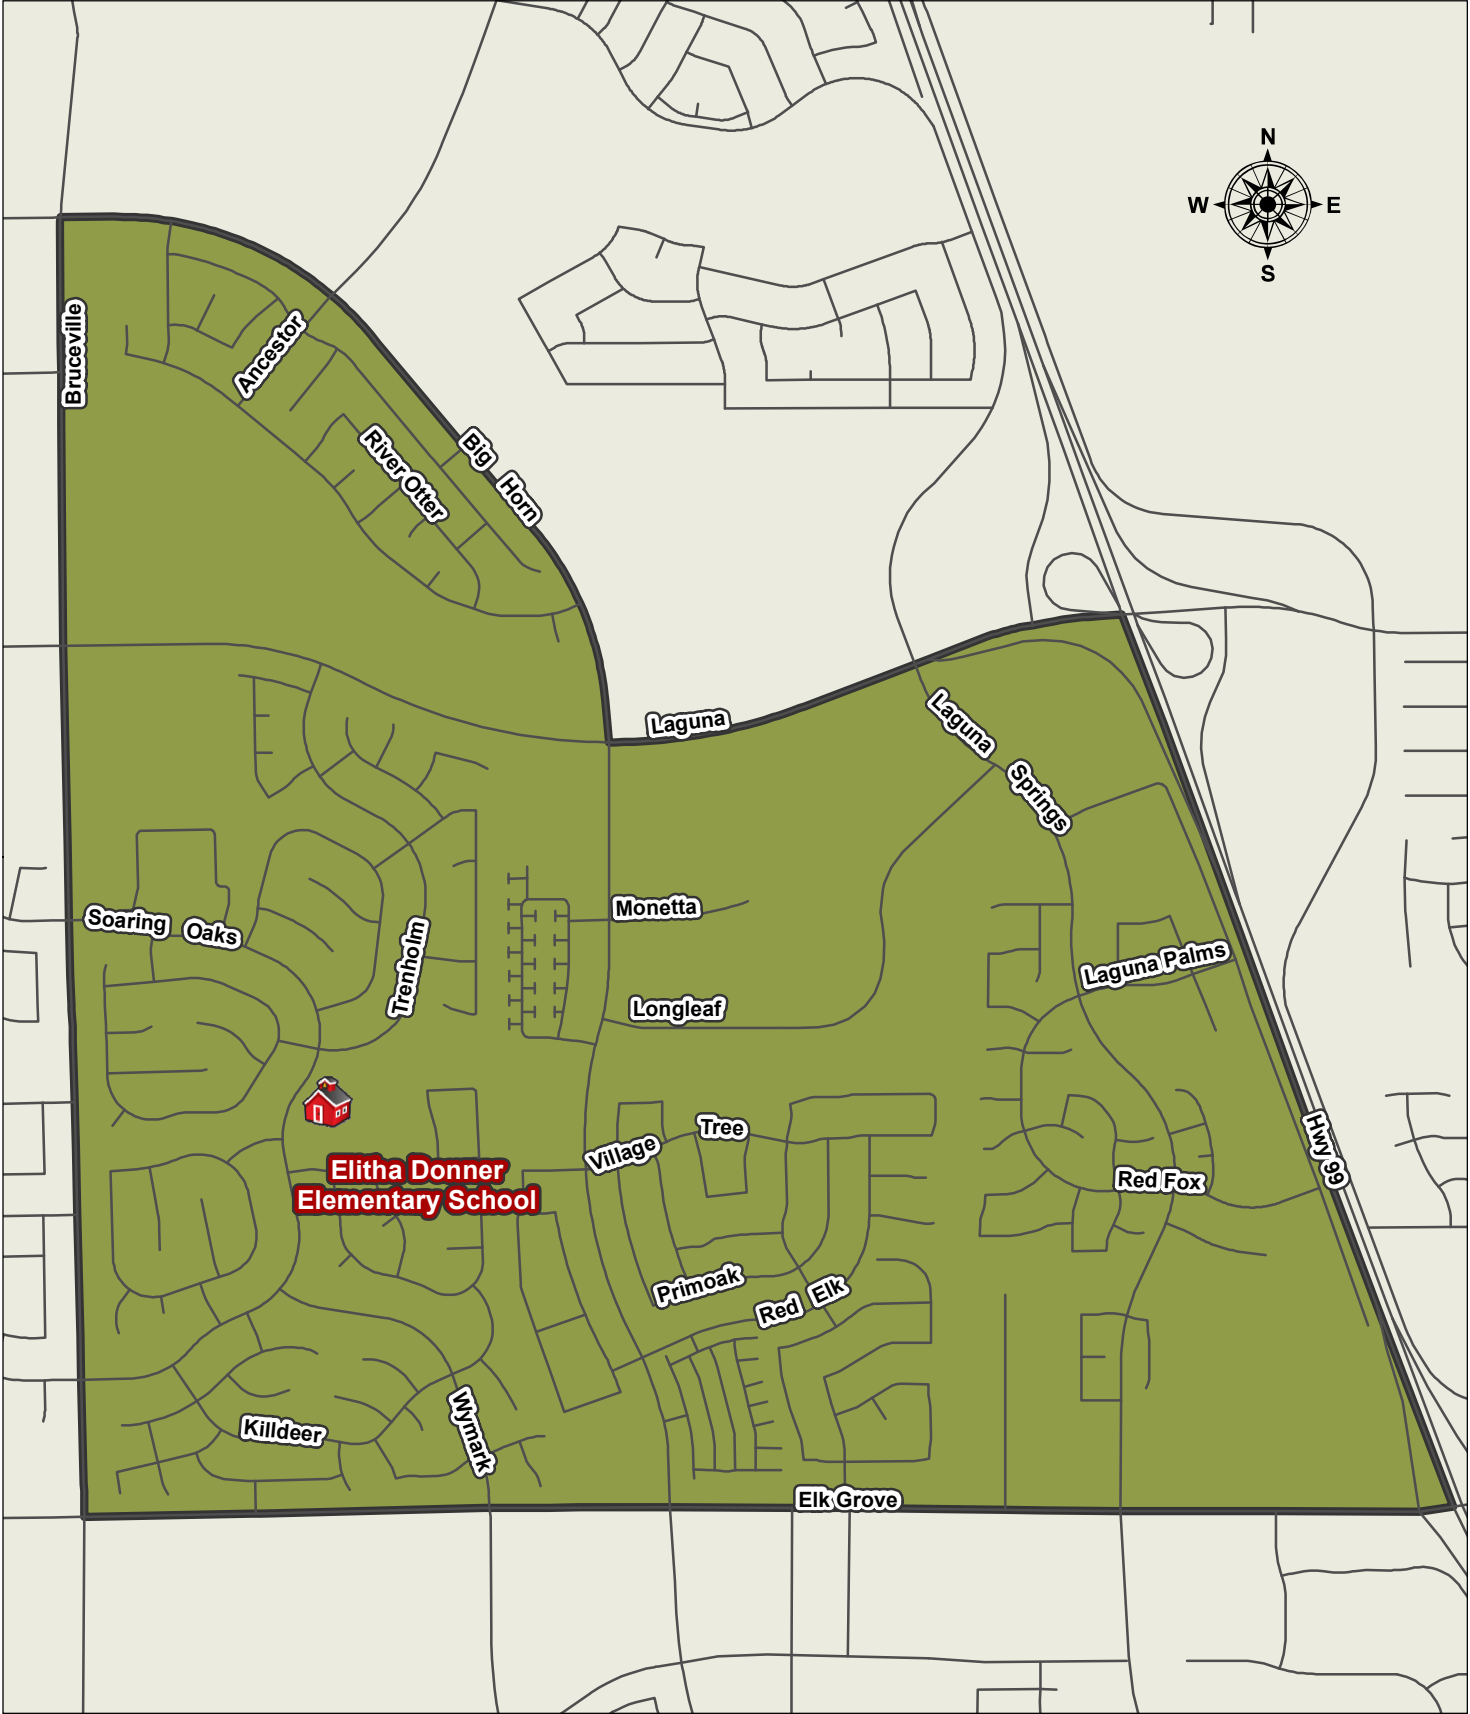 N
W
E
S
Bruceville
Ancestor
River Otter
Big
Horn
Laguna
Laguna
Springs
Soaring
Oaks
Trenholm
Monetta
Laguna Palms
Longleaf
Hwy 99
Village
Tree
Elitha Donner
Elementary School
Red Fox
Primoak
Red
Elk
Killdeer
Wymark
Elk Grove